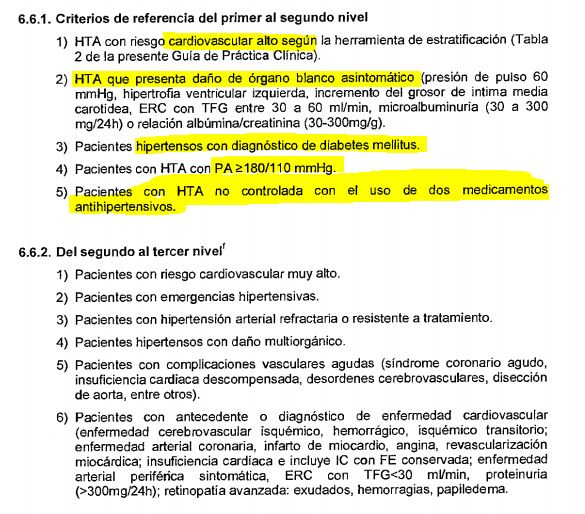 6.6.1. Criterios de referencia del primer al segundo nivel
1) HTA con riesgo cardiovascular alto según la herramienta de estratificación (Tabla
2 de la presente Guía de Práctica Clínica).
2) HTA que presenta daño de órgano blanco asintomático (presión de pulso 60
mmHg, hipertrofia ventricular izquierda, incremento del grosor de intima media
carotidea, ERC con TFG entre 30 a 60 ml/min, microalbuminuria (30 a 300
mg/24h) o relación albúmina/creatinina (30-300mg/g).
3) Pacientes hipertensos con diagnóstico de diabetes mellitus.
4) Pacientes con HTA con PA ≥180/110 mmHg.
5) Pacientes con HTA no controlada con el uso de dos medicamentos
antihipertensivos.
6.6.2. Del segundo al tercer nivel
1) Pacientes con riesgo cardiovascular muy alto.
2) Pacientes con emergencias hipertensivas.
3) Pacientes con hipertensión arterial refractaria o resistente a tratamiento.
4) Pacientes hipertensos con daño multiorgánico.
5) Pacientes con complicaciones vasculares agudas (síndrome coronario agudo,
insuficiencia cardiaca descompensada, desordenes cerebrovasculares, disección
de aorta, entre otros).
6) Pacientes con antecedente o diagnóstico de enfermedad cardiovascular
(enfermedad cerebrovascular isquémico, hemorrágico, isquémico transitorio;
enfermedad arterial coronaria, infarto de miocardio, angina, revascularización
miocárdica; insuficiencia cardiaca e incluye IC con FE conservada; enfermedad
arterial periférica sintomática, ERC con TFG<30 ml/min, proteinuria
(>300mg/24h); retinopatía avanzada: exudados, hemorragias, papiledema.